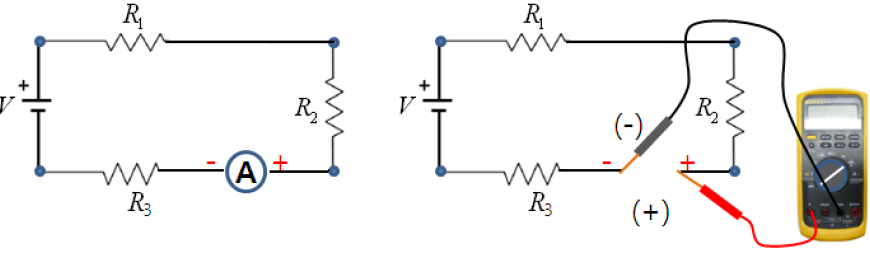 R1
+
V
R2
- A +
R3
R1
+
V
R2
(-)
- +
R3
(+)